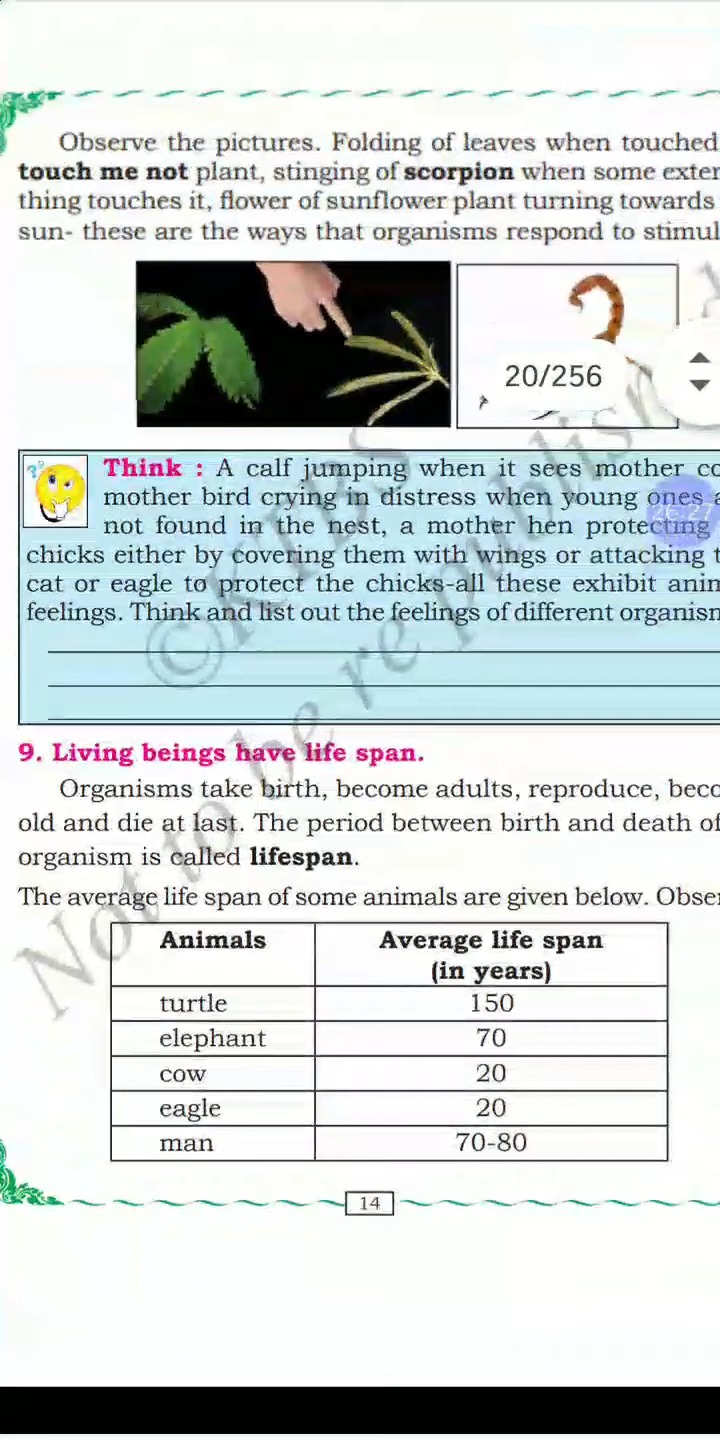 Observe the pictures. Folding of leaves when touched
touch me not plant, stinging of scorpion when some exter
thing touches it, flower of sunflower plant turning towards
sun- these are the ways that organisms respond to stimul
20/256
Think : A calf jumping when it sees mother co
mother bird crying in distress when young ones a
not found in the nest, a mother hen protecting
chicks either by covering them with wings or attacking t
cat or eagle to protect the chicks-all these exhibit anim
feelings. Think and list out the feelings of different organism
26:27
©KTBS
Not to be republish
9. Living beings have life span.
Organisms take birth, become adults, reproduce, beco
old and die at last. The period between birth and death of
organism is called lifespan.
The average life span of some animals are given below. Obser
Animals Average life span
(in years)
turtle 150
elephant 70
cow 20
eagle 20
man 70-80
14